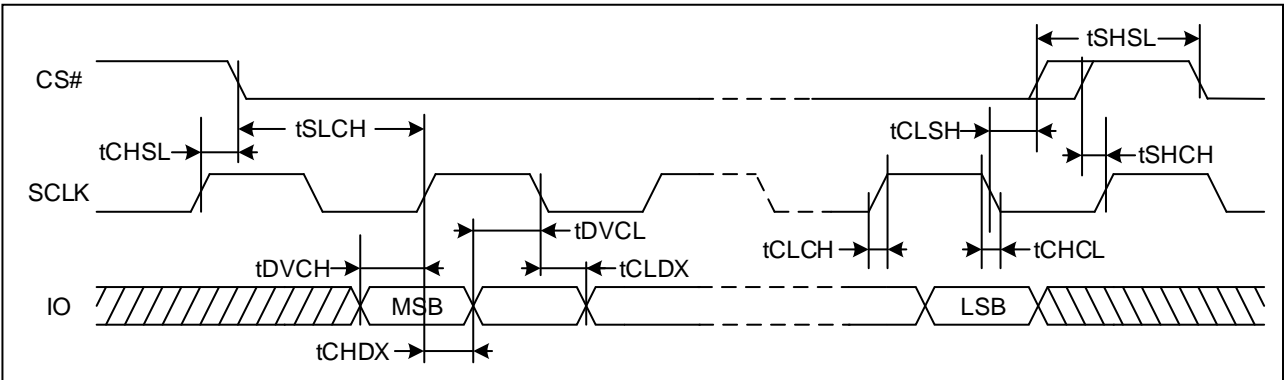 tSHSL
CS#
tSLCH
tCLSH
tCHSL
tSHCH
SCLK
tDVCL
tCLCH
tCHCL
tDVCH
tCLDX
IO
MSB
LSB
tCHDX